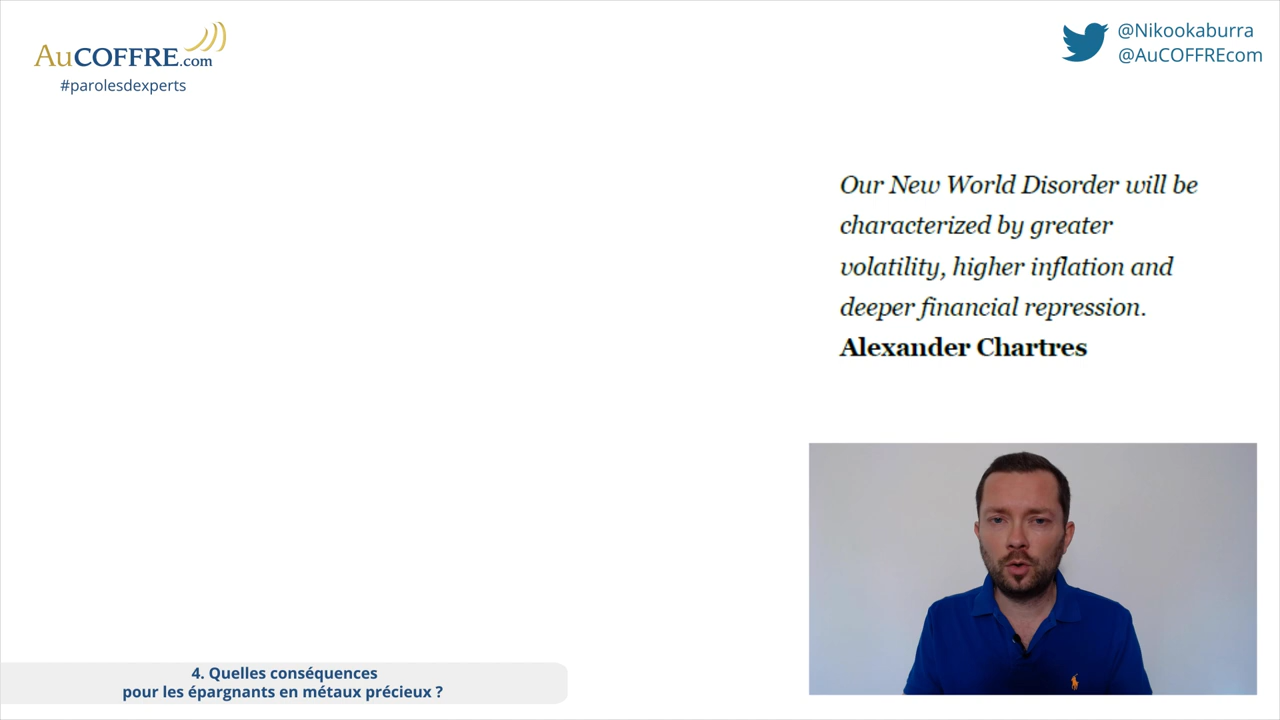 AuCOFFRE.com
#parolesdexperts
@Nikookaburra
@AuCOFFREcom
Our New World Disorder will be
characterized by greater
volatility, higher inflation and
deeper financial repression.
Alexander Chartres
4. Quelles conséquences
pour les épargnants en métaux précieux ?